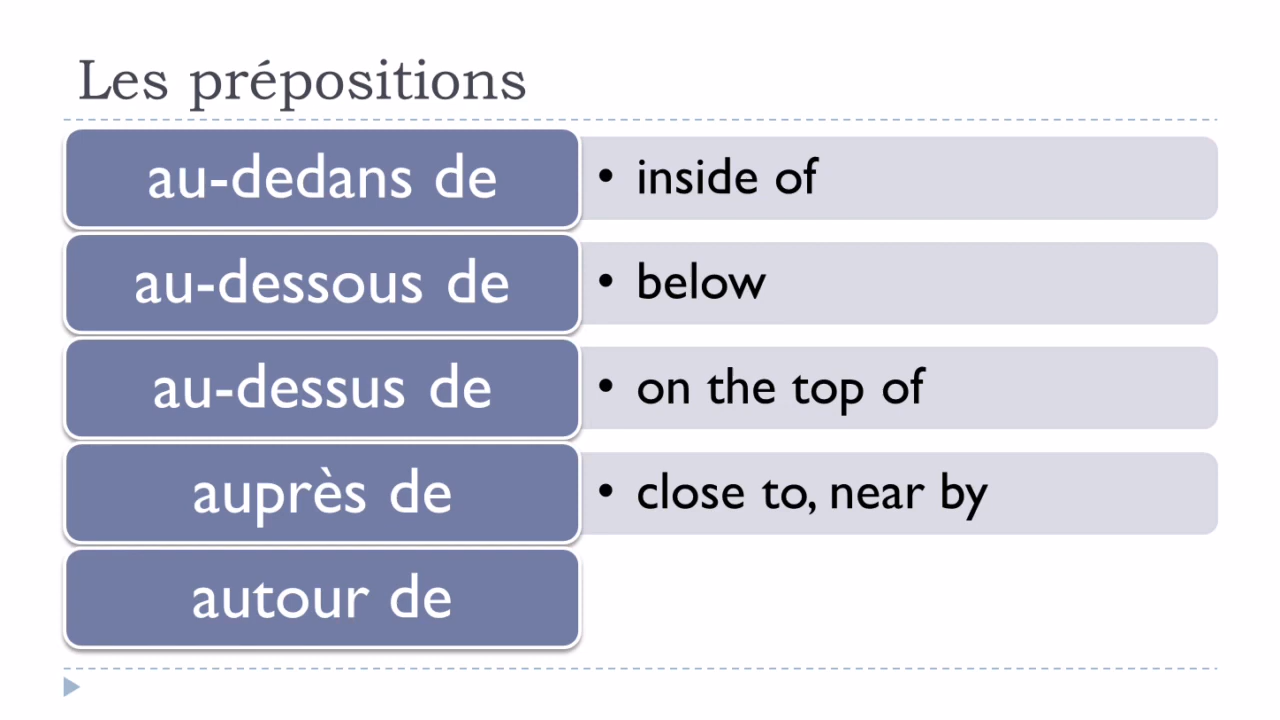 Les prépositions
au-dedans de
• inside of
au-dessous de
• below
au-dessus de
• on the top of
auprès de
• close to, near by
autour de